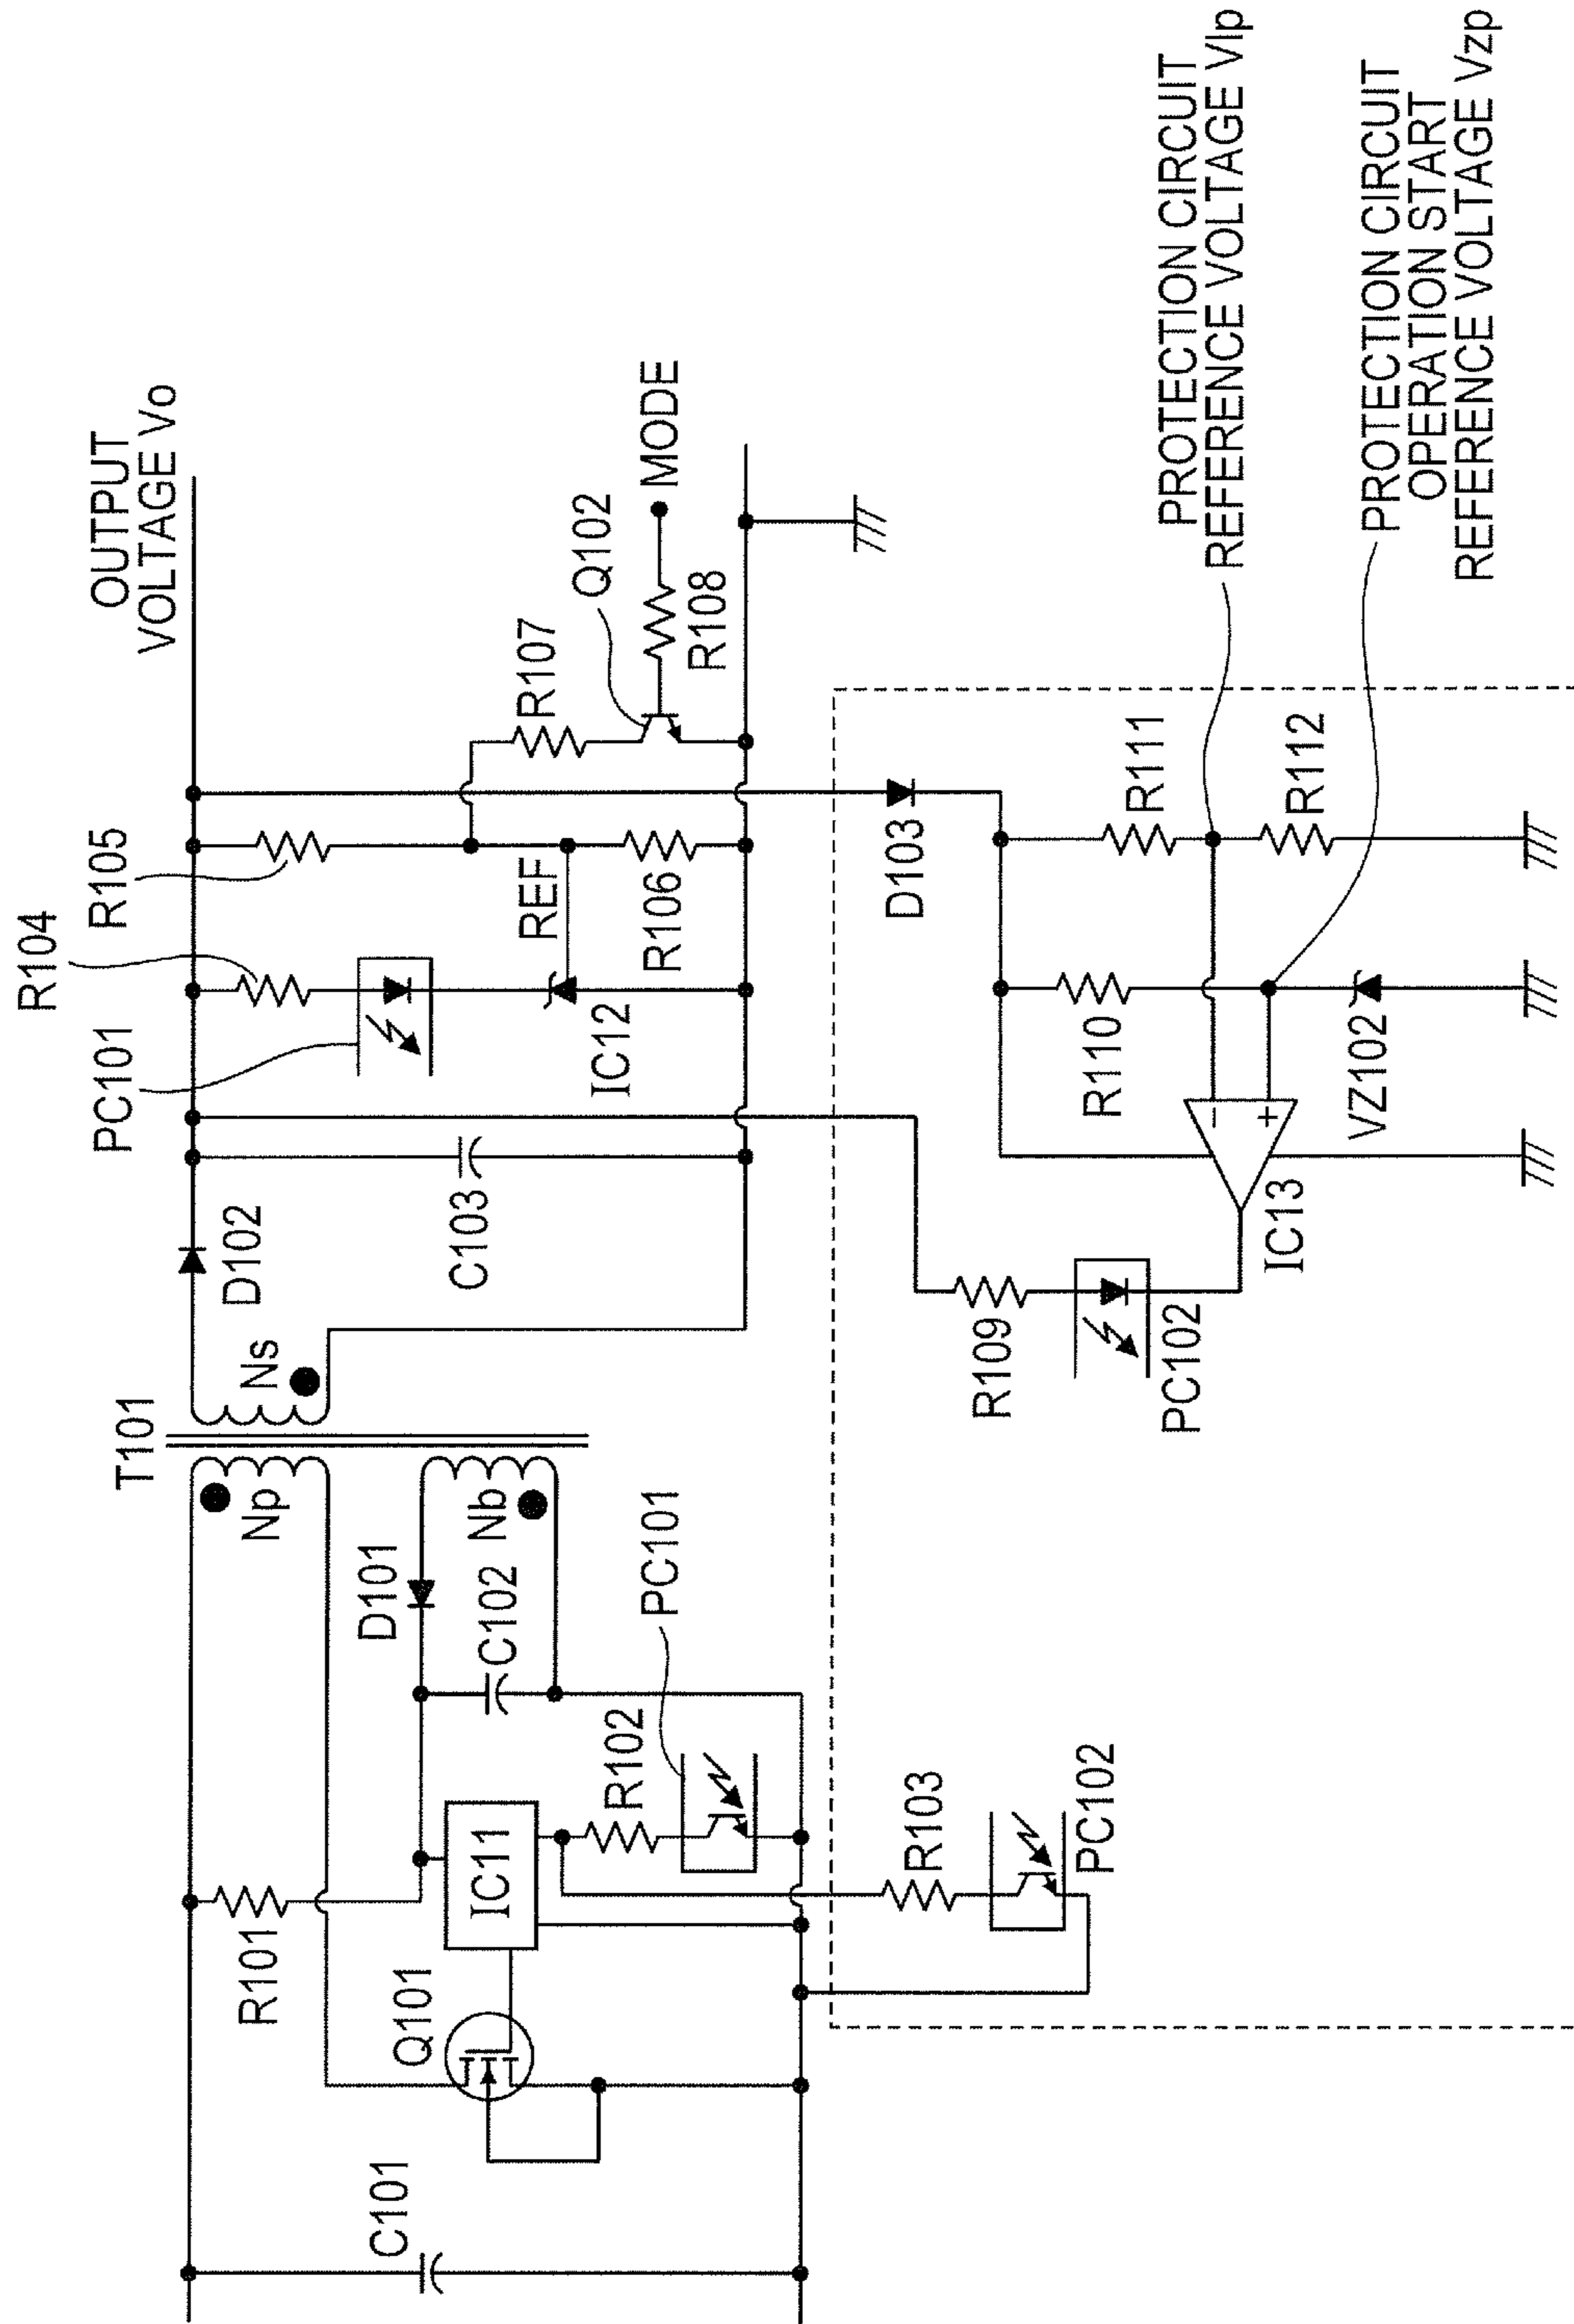 C101
R101
Q101
IC11
R102
PC101
R103
PC102
D101
C102
T101
Np
Nb
Ns
D102
C103
PC101
R104
R105
IC12
REF
R106
R107
Q102
R108
MODE
OUTPUT
VOLTAGE Vo
R109
PC102
IC13
−
+
D103
R110
VZ102
R111
R112
PROTECTION CIRCUIT
REFERENCE VOLTAGE Vlp
PROTECTION CIRCUIT
OPERATION START
REFERENCE VOLTAGE Vzp